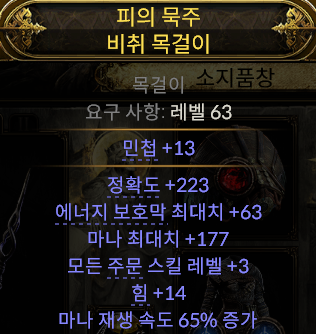 피의 묵주
비취 목걸이
소지품창
목걸이
요구 사항: 레벨 63
민첩 +13
정확도 +223
에너지 보호막 최대치 +63
마나 최대치 +177
모든 주문 스킬 레벨 +3
힘 +14
마나 재생 속도 65% 증가